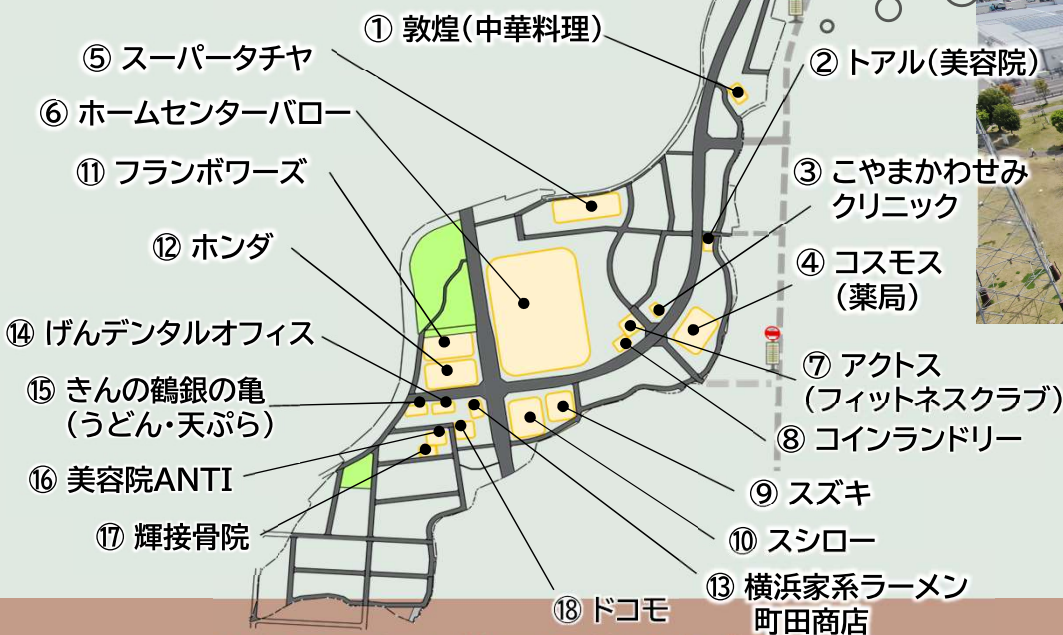 ① 敦煌(中華料理)
② トアル(美容院)
③ こやまかわせみ
クリニック
④ コスモス
(薬局)
⑤ スーパータチヤ
⑥ ホームセンターバロー
⑦ アクトス
(フィットネスクラブ)
⑧ コインランドリー
⑨ スズキ
⑩ スシロー
⑪ フランボワーズ
⑫ ホンダ
⑬ 横浜家系ラーメン
町田商店
⑭ げんデンタルオフィス
⑮ きんの鶴銀の亀
(うどん・天ぷら)
⑯ 美容院ANTI
⑰ 輝接骨院
⑱ ドコモ